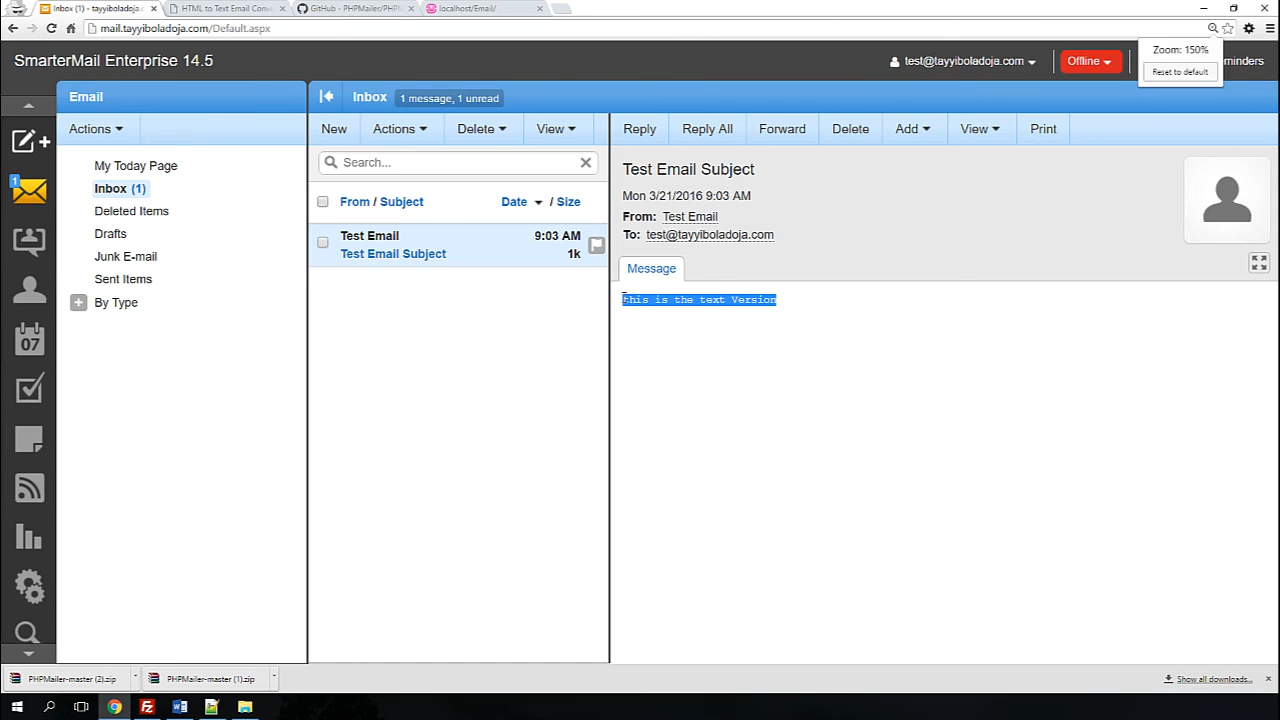 Inbox (1) - tayyiboladoja.c
HTML to Text Email Conv
GitHub - PHPMailer/PHPM
localhost/Email/
mail.tayyiboladoja.com/Default.aspx
Zoom: 150%
Reset to default
SmarterMail Enterprise 14.5
test@tayyiboladoja.com
Offline
minders
Email
Inbox
1 message, 1 unread
Actions
New
Actions
Delete
View
Reply
Reply All
Forward
Delete
Add
View
Print
My Today Page
Inbox (1)
Deleted Items
Drafts
Junk E-mail
Sent Items
By Type
Search...
From / Subject
Date
/ Size
Test Email
9:03 AM
Test Email Subject
1k
Test Email Subject
Mon 3/21/2016 9:03 AM
From: Test Email
To: test@tayyiboladoja.com
Message
This is the text Version
1
07
PHPMailer-master (2).zip
PHPMailer-master (1).zip
Show all downloads...